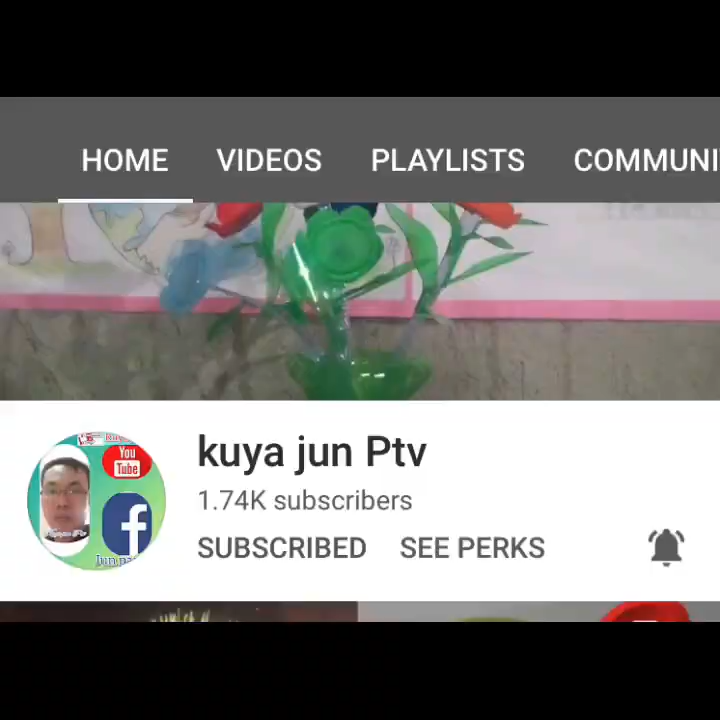 HOME VIDEOS PLAYLISTS COMMUNI
kuya jun Ptv
1.74K subscribers
SUBSCRIBED SEE PERKS
You
Tube
f